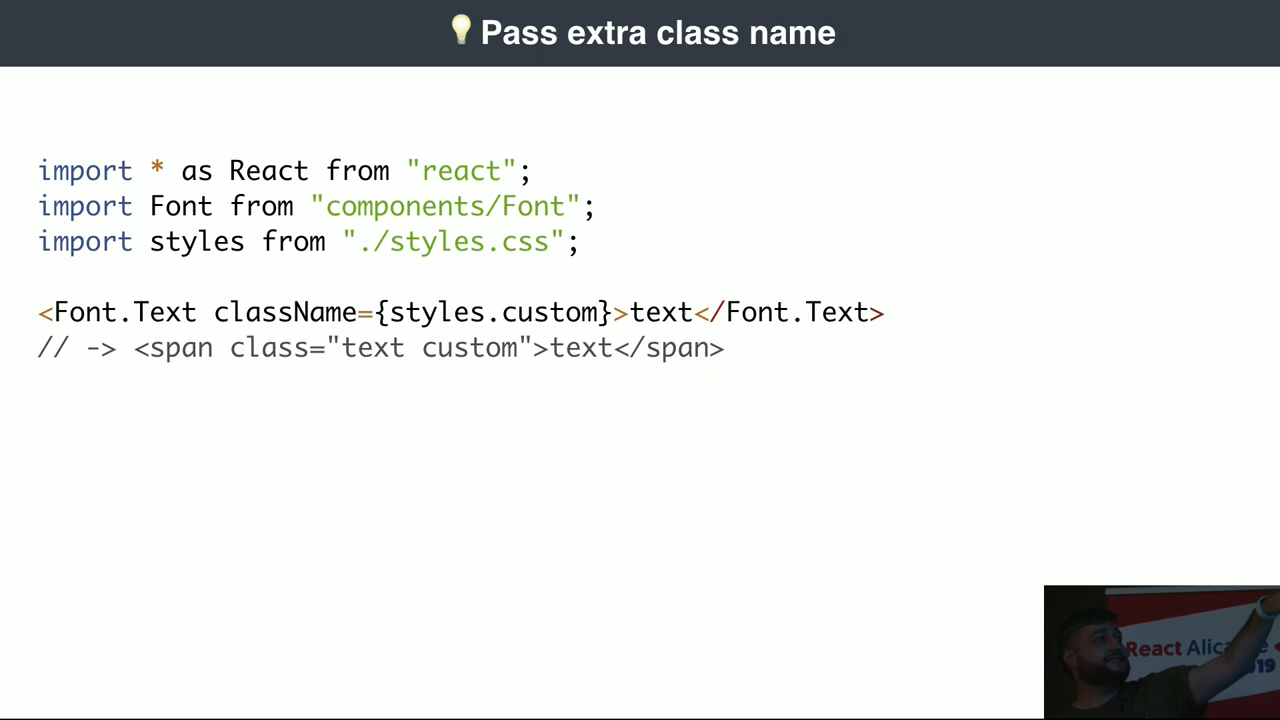 Pass extra class name
import * as React from "react";
import Font from "components/Font";
import styles from "./styles.css";
<Font.Text className={styles.custom}>text</Font.Text>
// -> <span class="text custom">text</span>
React Alica e
19